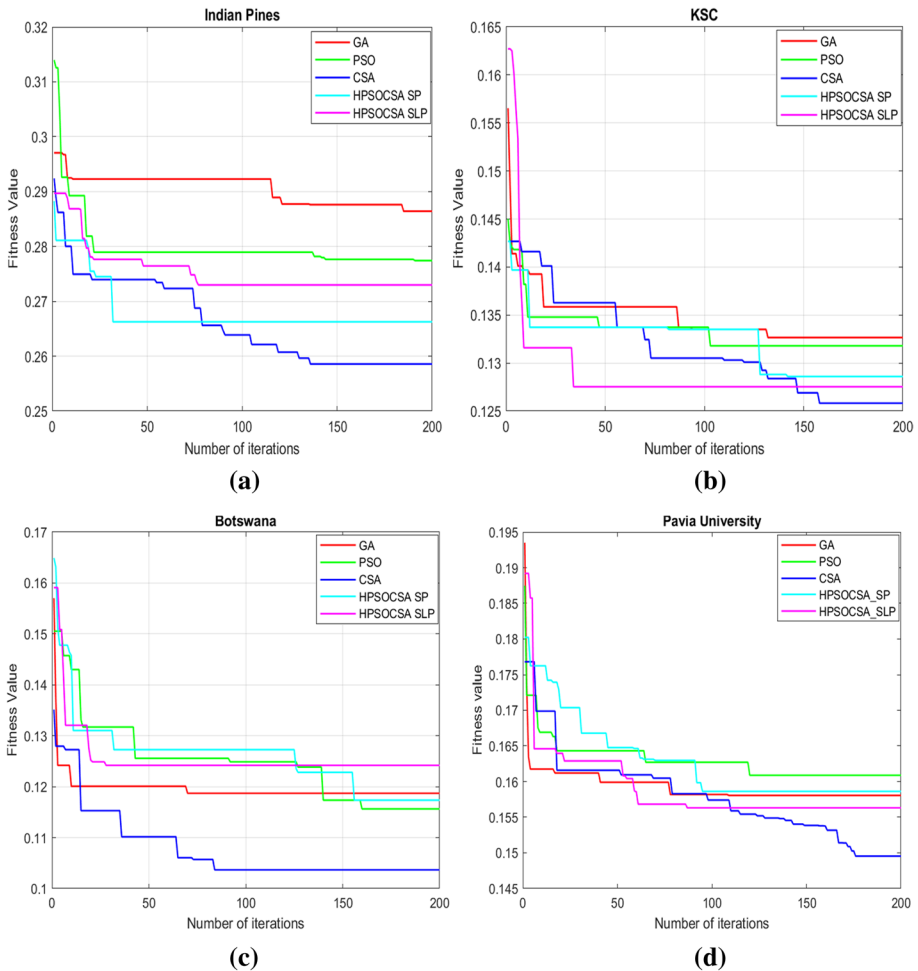 Indian Pines
0.32
0.31
0.3
0.29
0.28
0.27
0.26
0.25
Fitness Value
GA
PSO
CSA
HPSOCSA SP
HPSOCSA SLP
0 50 100 150 200
Number of iterations
(a)
KSC
0.165
0.16
0.155
0.15
0.145
0.14
0.135
0.13
0.125
Fitness Value
GA
PSO
CSA
HPSOCSA SP
HPSOCSA SLP
0 50 100 150 200
Number of iterations
(b)
Botswana
0.17
0.16
0.15
0.14
0.13
0.12
0.11
0.1
Fitness Value
GA
PSO
CSA
HPSOCSA SP
HPSOCSA SLP
0 50 100 150 200
Number of iterations
(c)
Pavia University
0.195
0.19
0.185
0.18
0.175
0.17
0.165
0.16
0.155
0.15
0.145
Fitness value
GA
PSO
CSA
HPSOCSA_SP
HPSOCSA_SLP
0 50 100 150 200
Number of iterations
(d)